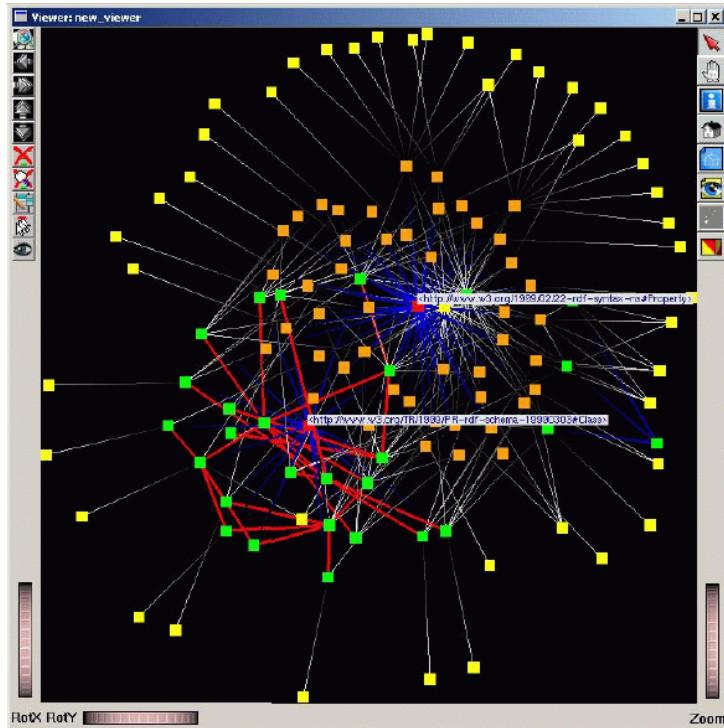 Viewer: new_viewer
<http://www.w3.org/1999/02/22-rdf-syntax-ns#Property>
<http://www.w3.org/TR/1999/PR-rdf-schema-19990303#Class>
RotX RotY
Zoom